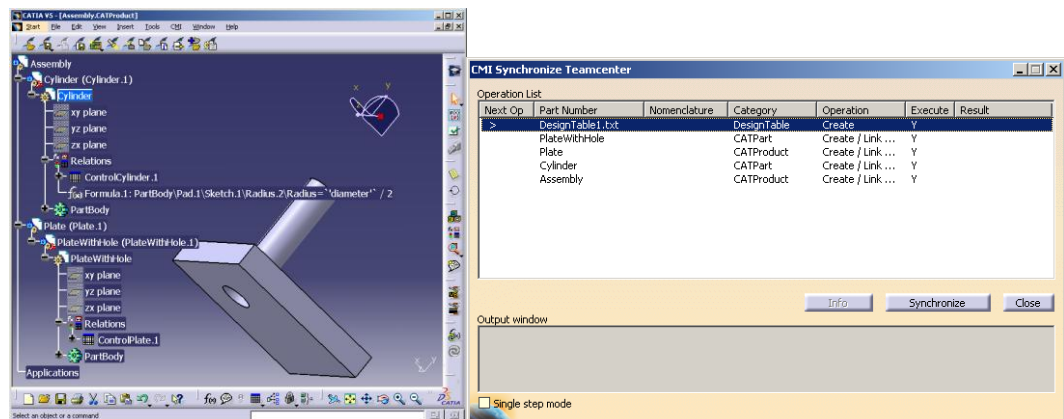 CATIA V5 - [Assembly.CATProduct]
Start File Edit View Insert Tools CMI Window Help
Assembly
Cylinder (Cylinder.1)
Cylinder
xy plane
yz plane
zx plane
Relations
ControlCylinder.1
Formula.1: PartBody\Pad.1\Sketch.1\Radius.2\Radius=`'diameter'` / 2
PartBody
Plate (Plate.1)
PlateWithHole (PlateWithHole.1)
PlateWithHole
xy plane
yz plane
zx plane
Relations
ControlPlate.1
PartBody
Applications
x
y
x y
CATIA
Select an object or a command
CMI Synchronize Teamcenter
Operation List
Next Op Part Number Nomenclature Category Operation Execute Result
> DesignTable1.txt DesignTable Create Y
PlateWithHole CATPart Create / Link ... Y
Plate CATProduct Create / Link ... Y
Cylinder CATPart Create / Link ... Y
Assembly CATProduct Create / Link ... Y
Info Synchronize Close
Output window
Single step mode